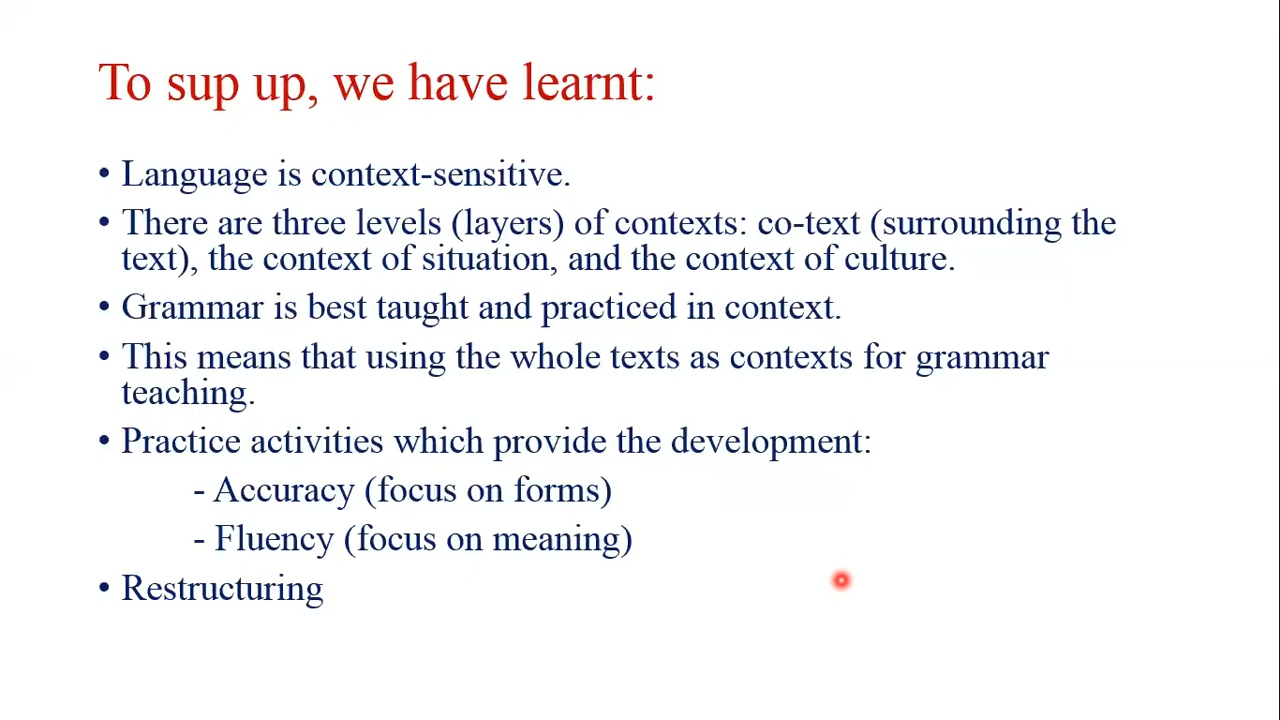 To sup up, we have learnt:
• Language is context-sensitive.
• There are three levels (layers) of contexts: co-text (surrounding the
text), the context of situation, and the context of culture.
• Grammar is best taught and practiced in context.
• This means that using the whole texts as contexts for grammar
teaching.
• Practice activities which provide the development:
- Accuracy (focus on forms)
- Fluency (focus on meaning)
• Restructuring